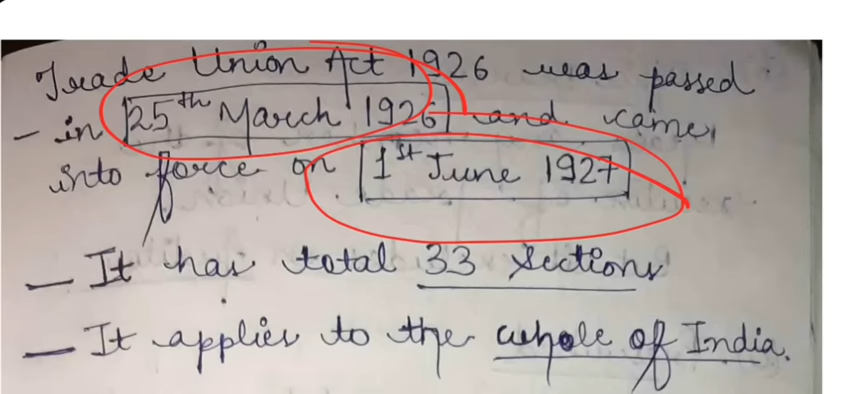 Trade Union Act 1926 was passed
- in 25th March 1926 and came
into force on 1st June 1927
- It has total 33 Sections
- It applies to the whole of India.